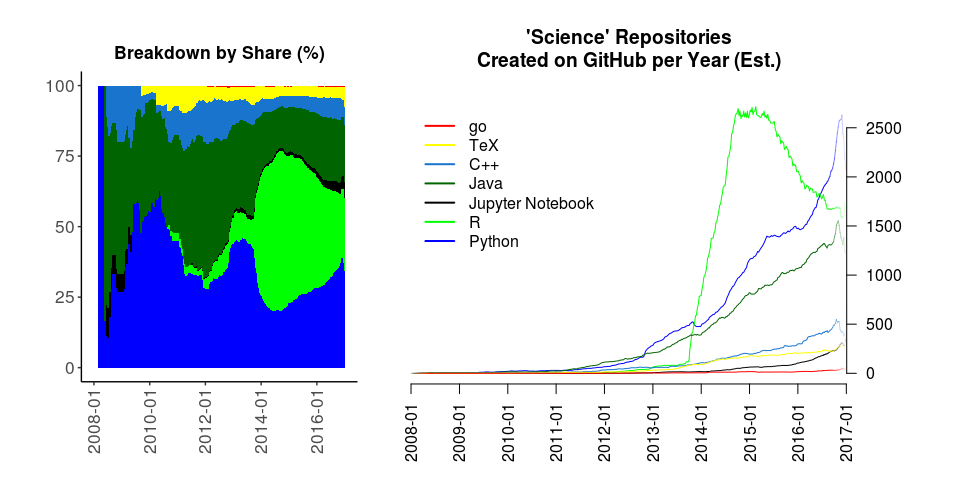 Breakdown by Share (%)
100
75
50
25
0
2008-01
2010-01
2012-01
2014-01
2016-01
'Science' Repositories
Created on GitHub per Year (Est.)
go
TeX
C++
Java
Jupyter Notebook
R
Python
2500
2000
1500
1000
500
0
2008-01
2009-01
2010-01
2011-01
2012-01
2013-01
2014-01
2015-01
2016-01
2017-01